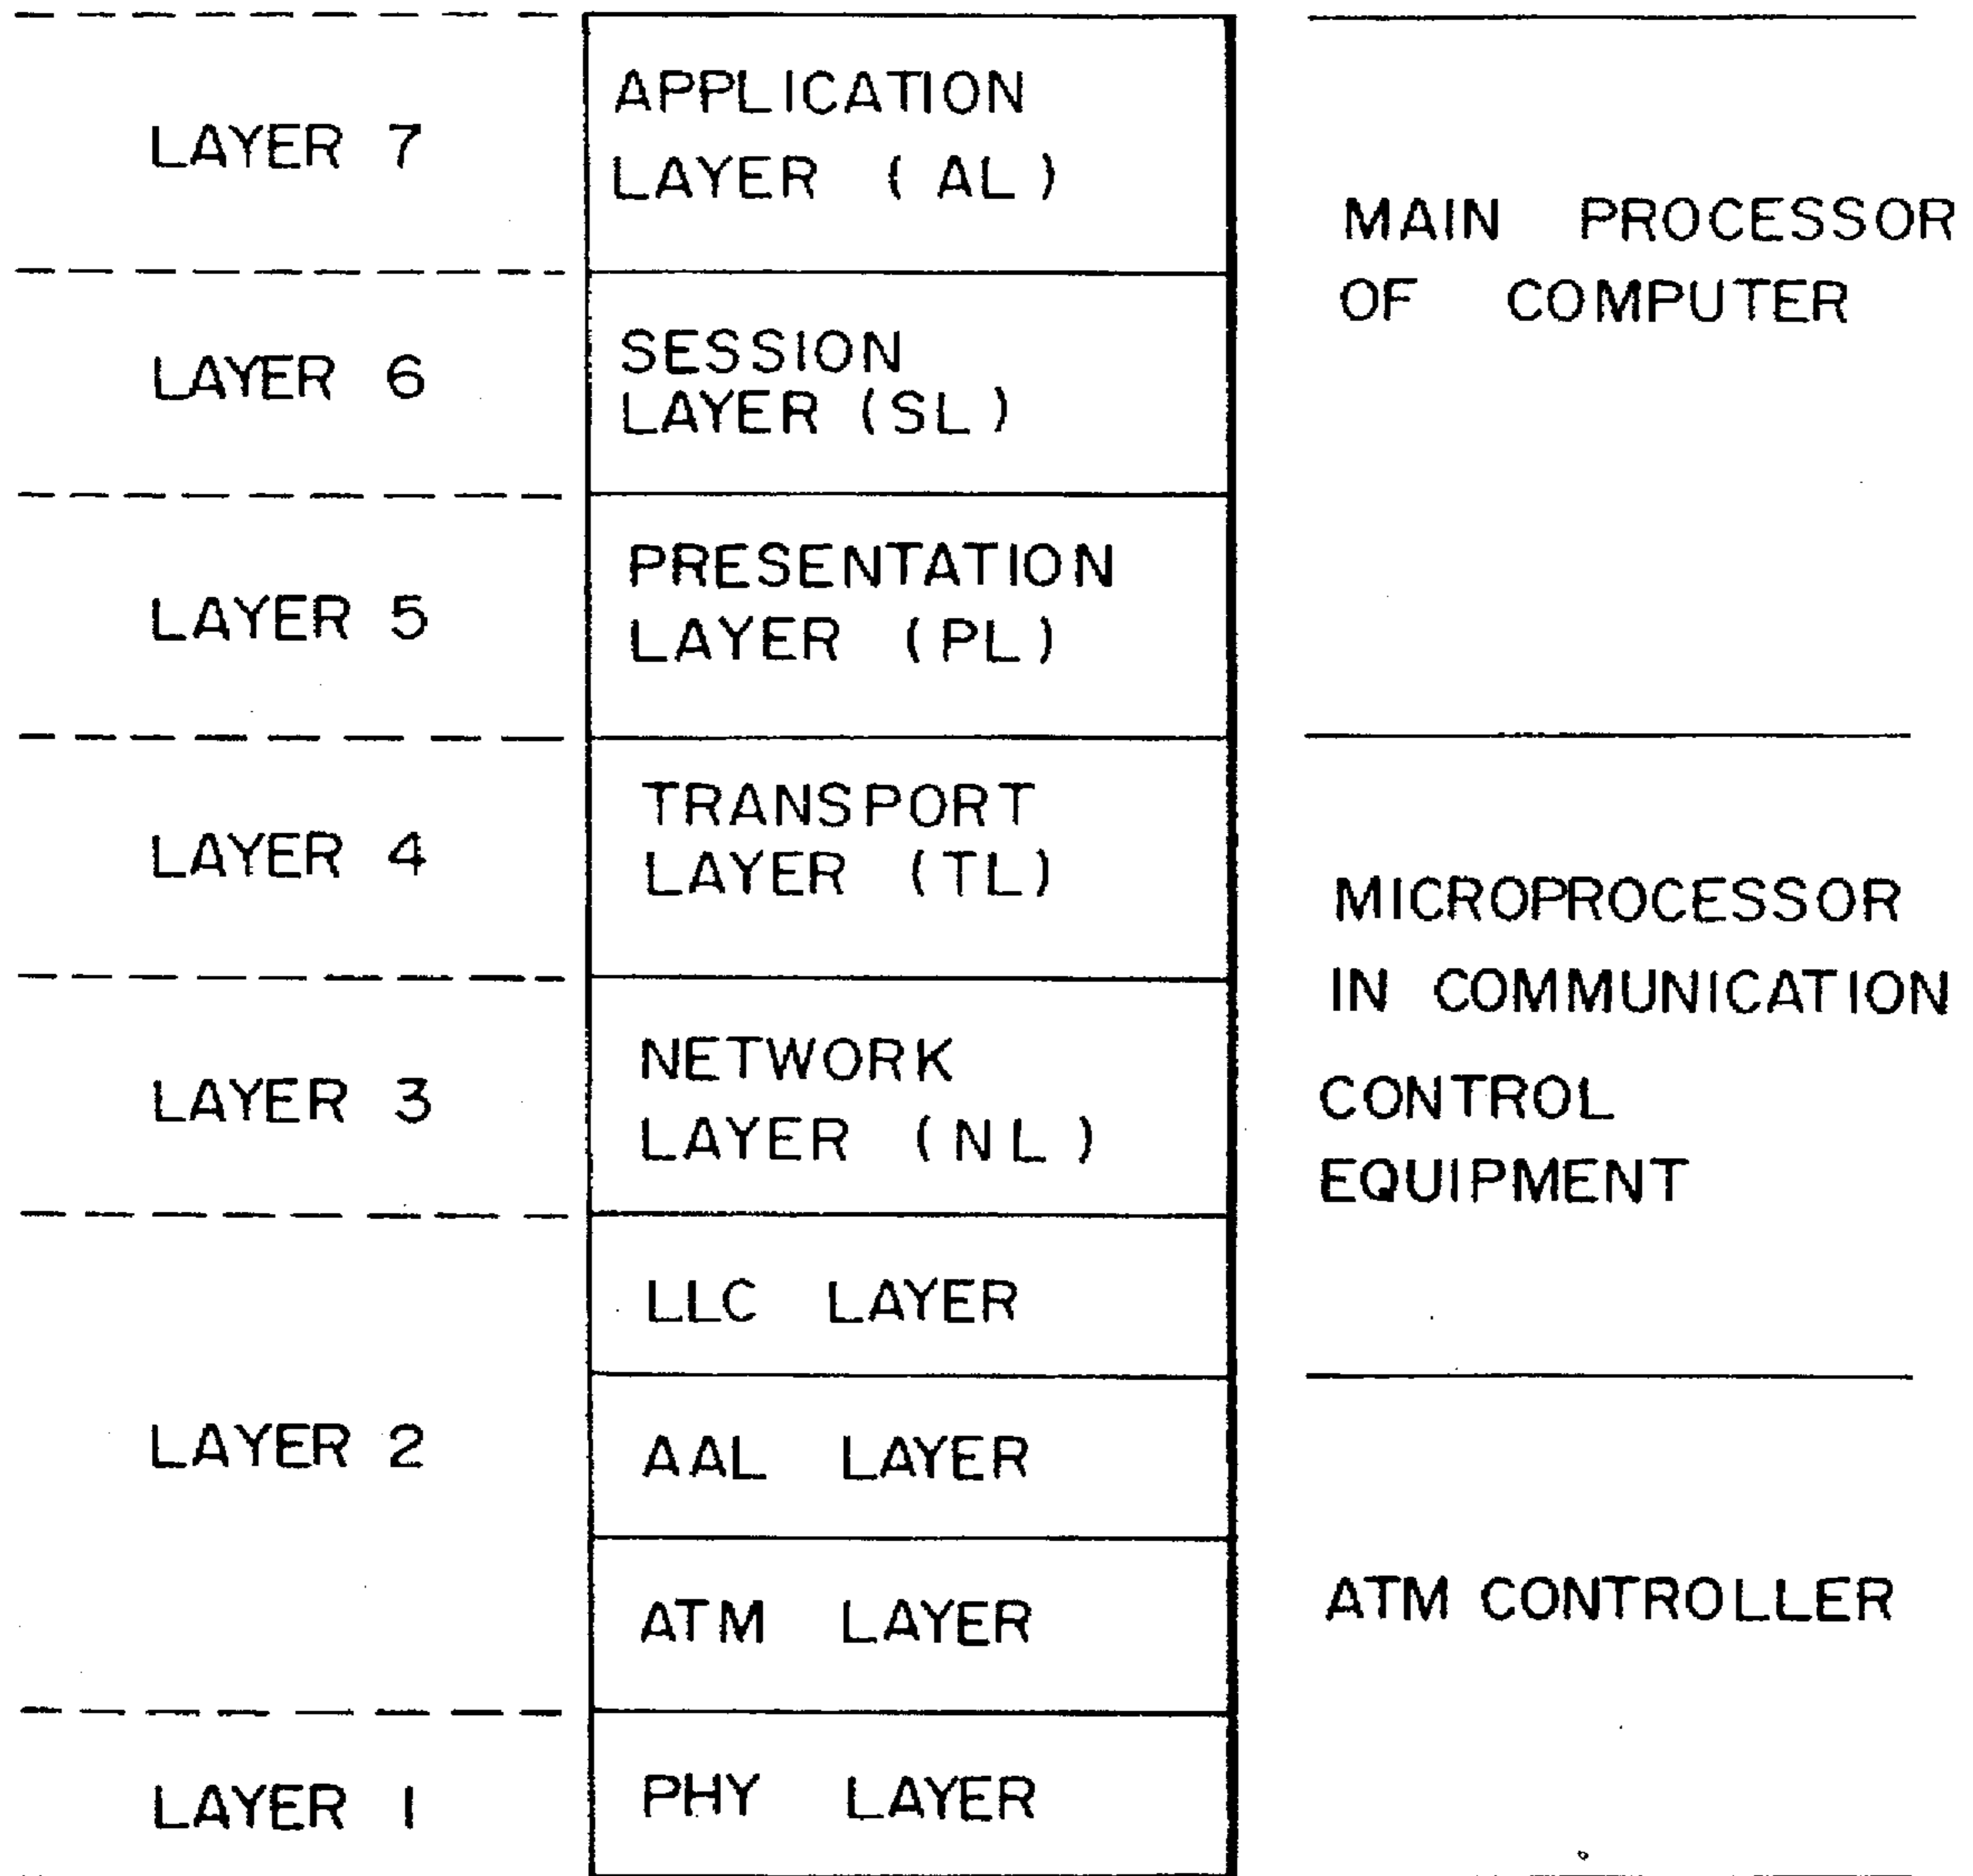 LAYER 7
APPLICATION
LAYER (AL)
MAIN PROCESSOR
OF COMPUTER
LAYER 6
SESSION
LAYER (SL)
LAYER 5
PRESENTATION
LAYER (PL)
LAYER 4
TRANSPORT
LAYER (TL)
MICROPROCESSOR
IN COMMUNICATION
CONTROL
EQUIPMENT
LAYER 3
NETWORK
LAYER (NL)
LAYER 2
LLC LAYER
AAL LAYER
ATM LAYER
ATM CONTROLLER
LAYER 1
PHY LAYER